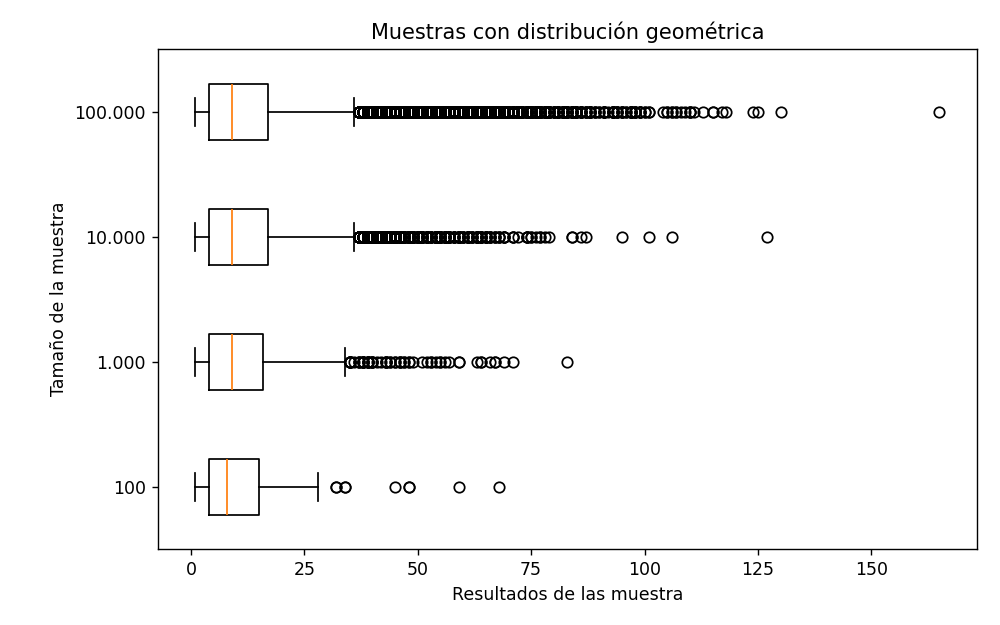 Muestras con distribución geométrica
Tamaño de la muestra
100.000
10.000
1.000
100
0 25 50 75 100 125 150
Resultados de las muestra